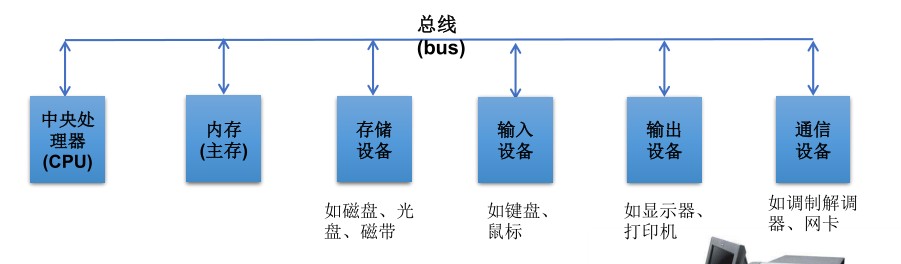 总线
(bus)
中央处
理器
(CPU)
内存
(主存)
存储
设备
输入
设备
输出
设备
通信
设备
如磁盘、光
盘、磁带
如键盘、
鼠标
如显示器、
打印机
如调制解调
器、网卡